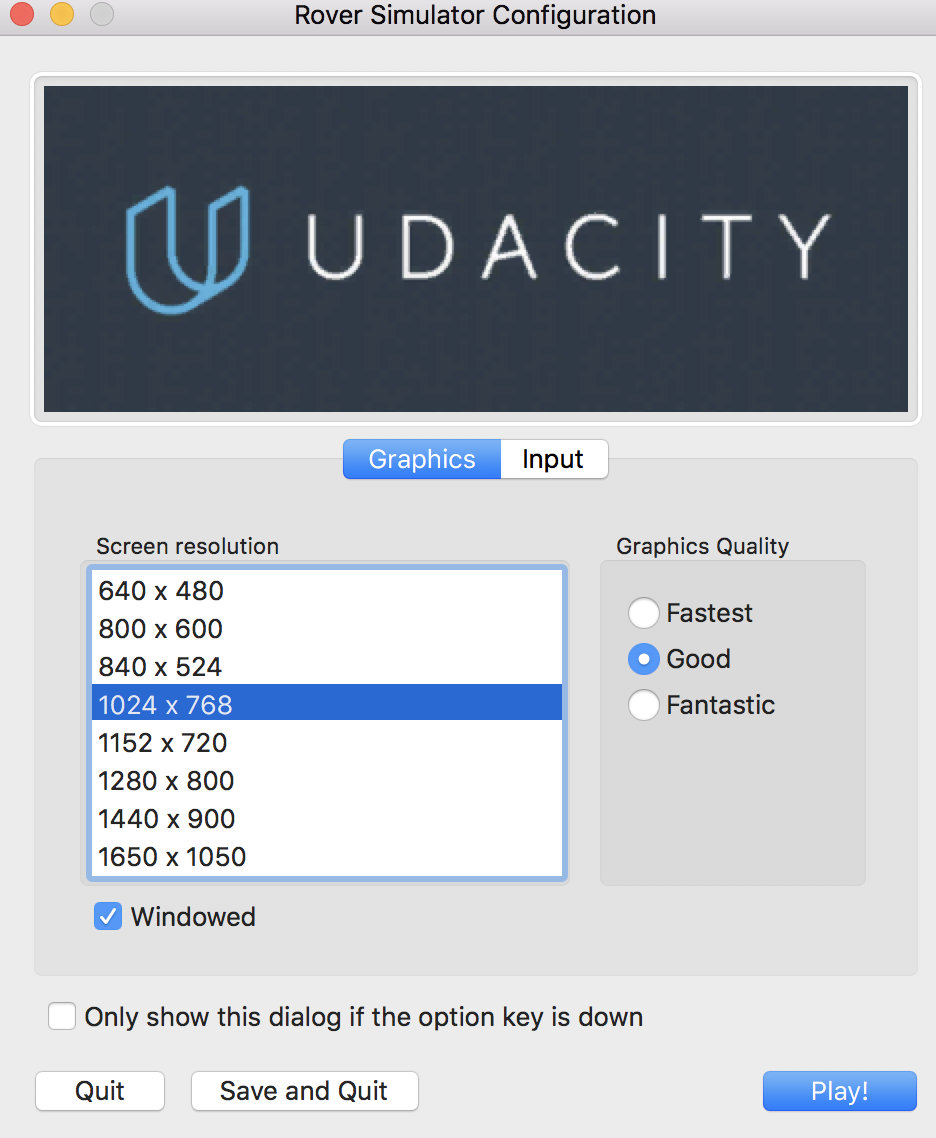 Rover Simulator Configuration
UDACITY
Graphics Input
Screen resolution
640 x 480
800 x 600
840 x 524
1024 x 768
1152 x 720
1280 x 800
1440 x 900
1650 x 1050
Windowed
Graphics Quality
Fastest
Good
Fantastic
Only show this dialog if the option key is down
Quit Save and Quit Play!